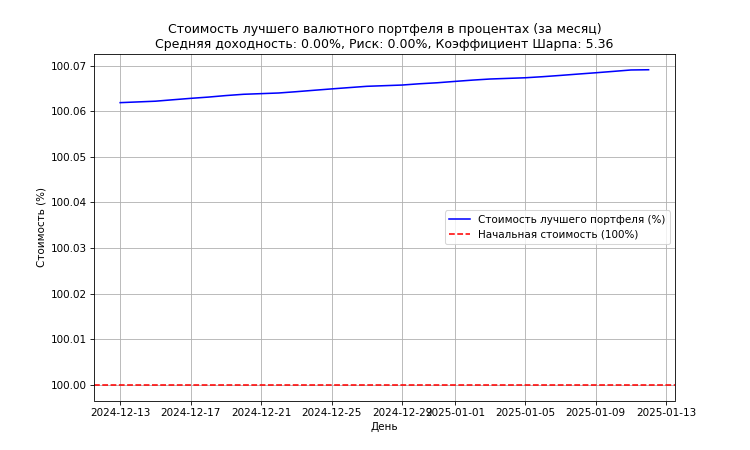 Стоимость лучшего валютного портфеля в процентах (за месяц)
Средняя доходность: 0.00%, Риск: 0.00%, Коэффициент Шарпа: 5.36
Стоимость (%)
100.07
100.06
100.05
100.04
100.03
100.02
100.01
100.00
Стоимость лучшего портфеля (%)
Начальная стоимость (100%)
2024-12-13 2024-12-17 2024-12-21 2024-12-25 2024-12-29 2025-01-01 2025-01-05 2025-01-09 2025-01-13
День